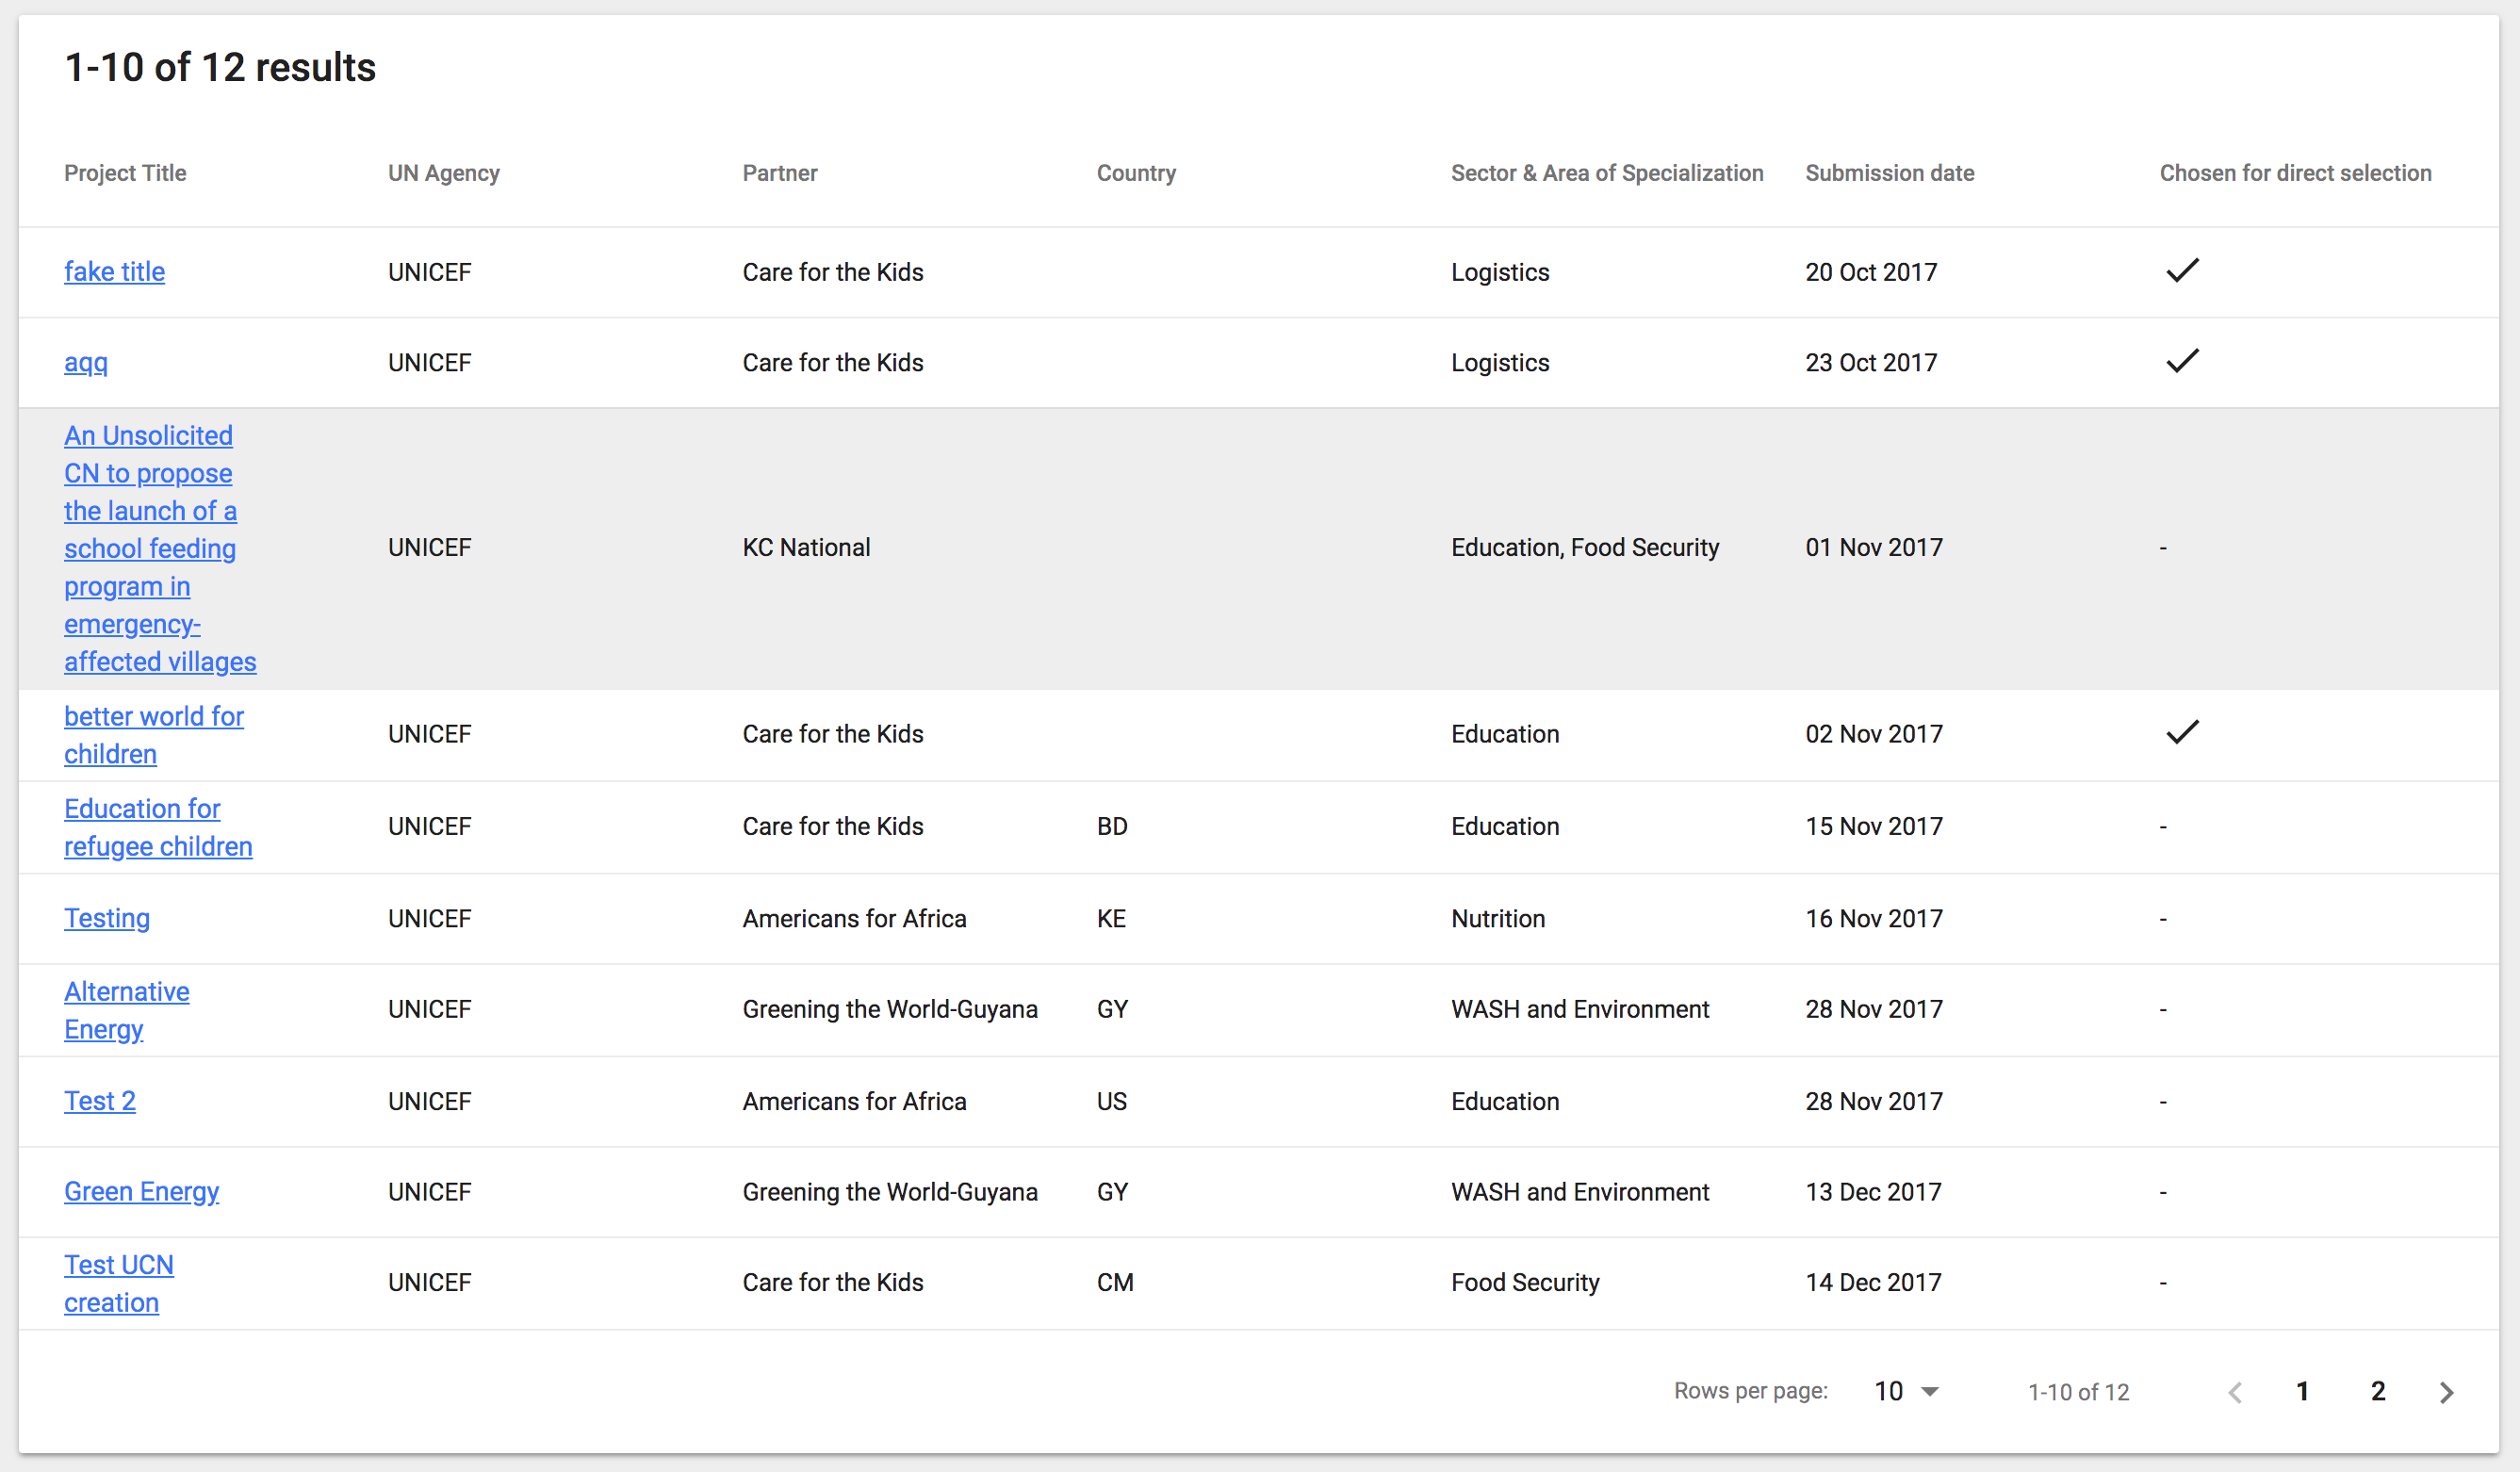 1-10 of 12 results
Project Title UN Agency Partner Country Sector & Area of Specialization Submission date Chosen for direct selection
fake title UNICEF Care for the Kids Logistics 20 Oct 2017
aqq UNICEF Care for the Kids Logistics 23 Oct 2017
An Unsolicited
CN to propose
the launch of a
school feeding
program in
emergency-
affected villages
UNICEF KC National Education, Food Security 01 Nov 2017 -
better world for
children
UNICEF Care for the Kids Education 02 Nov 2017
Education for
refugee children
UNICEF Care for the Kids BD Education 15 Nov 2017 -
Testing UNICEF Americans for Africa KE Nutrition 16 Nov 2017 -
Alternative
Energy
UNICEF Greening the World-Guyana GY WASH and Environment 28 Nov 2017 -
Test 2 UNICEF Americans for Africa US Education 28 Nov 2017 -
Green Energy UNICEF Greening the World-Guyana GY WASH and Environment 13 Dec 2017 -
Test UCN
creation
UNICEF Care for the Kids CM Food Security 14 Dec 2017 -
Rows per page: 10 1-10 of 12 1 2